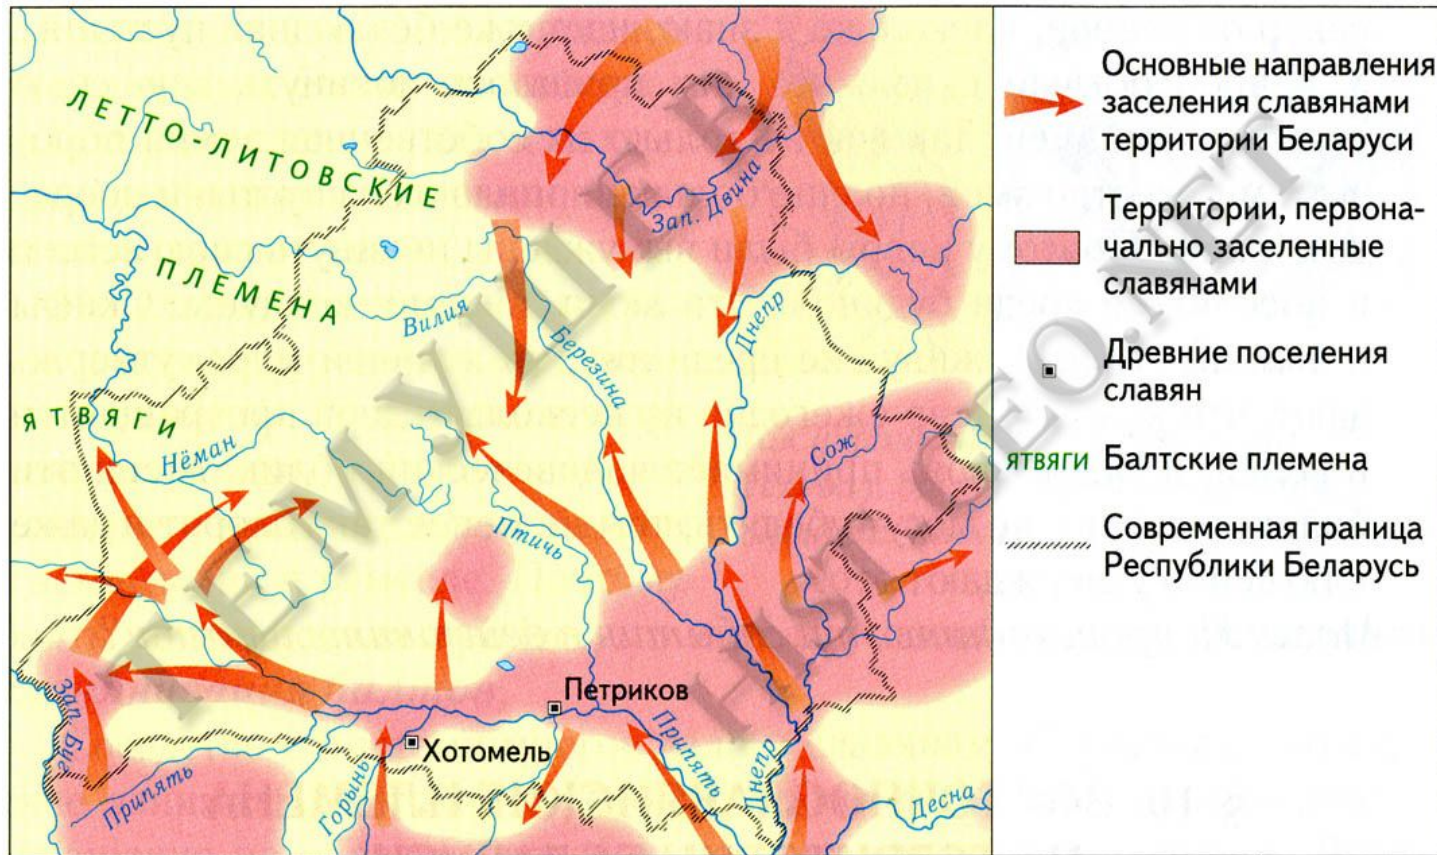 ЛЕТТО-ЛИТОВСКИЕ
ПЛЕМЕНА
ЯТВЯГИ
Зап. Двина
Вилия
Березина
Днепр
Нёман
Сож
Птичь
Петриков
Хотомель
Зап. Буг
Припять
Горынь
Припять
Днепр
Десна
Основные направления
заселения славянами
территории Беларуси
Территории, первона-
чально заселенные
славянами
Древние поселения
славян
ЯТВЯГИ Балтские племена
Современная граница
Республики Беларусь
HISTGEO.NET